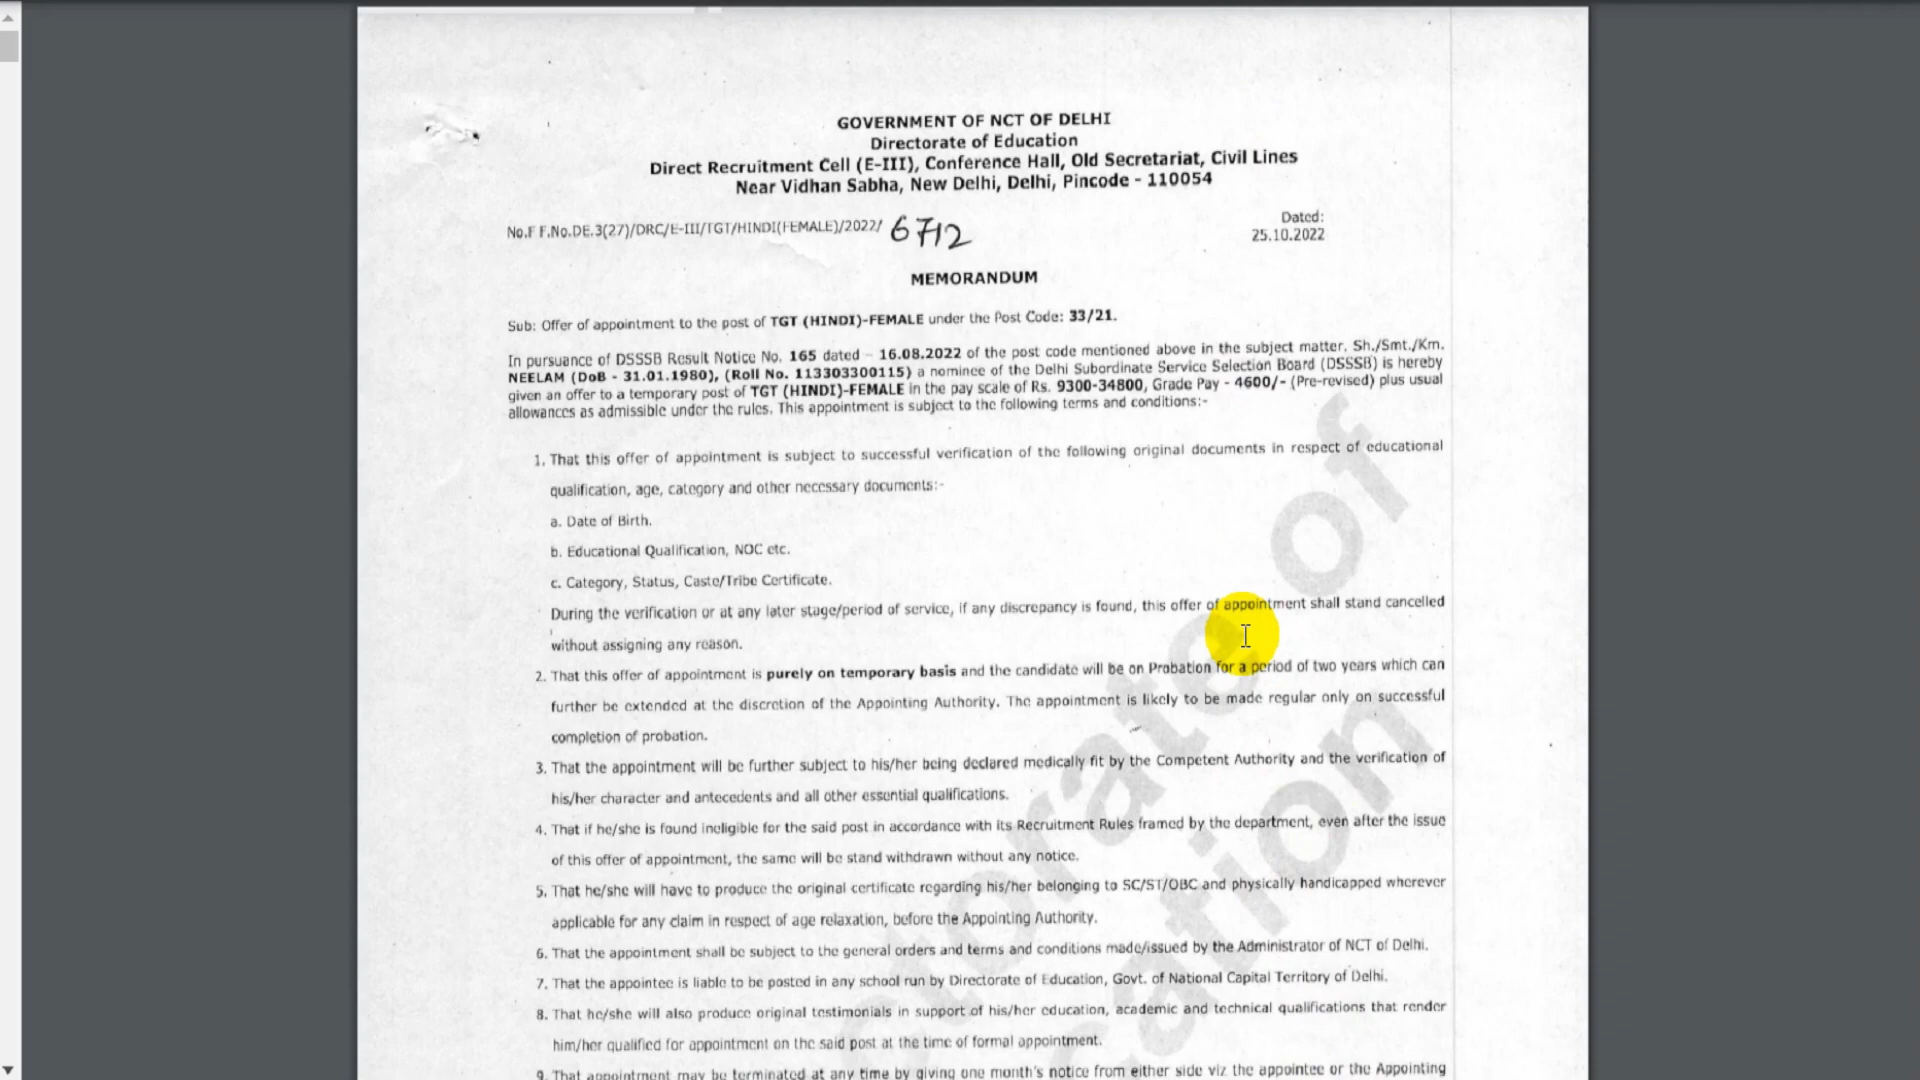 GOVERNMENT OF NCT OF DELHI
Directorate of Education
Direct Recruitment Cell (E-III), Conference Hall, Old Secretariat, Civil Lines
Near Vidhan Sabha, New Delhi, Delhi, Pincode - 110054
No.F F.No.DE.3(27)/DRC/E-III/TGT/HINDI(FEMALE)/2022/ 6712
Dated:
25.10.2022
MEMORANDUM
Sub: Offer of appointment to the post of TGT (HINDI)-FEMALE under the Post Code: 33/21.
In pursuance of DSSSB Result Notice No. 165 dated - 16.08.2022 of the post code mentioned above in the subject matter, Sh./Smt./Km.
NEELAM (DoB - 31.01.1980), (Roll No. 113303300115) a nominee of the Delhi Subordinate Service Selection Board (DSSSB) is hereby
given an offer to a temporary post of TGT (HINDI)-FEMALE in the pay scale of Rs. 9300-34800, Grade Pay - 4600/- (Pre-revised) plus usual
allowances as admissible under the rules. This appointment is subject to the following terms and conditions:-
1. That this offer of appointment is subject to successful verification of the following original documents in respect of educational
qualification, age, category and other necessary documents:-
a. Date of Birth.
b. Educational Qualification, NOC etc.
c. Category, Status, Caste/Tribe Certificate.
During the verification or at any later stage/period of service, if any discrepancy is found, this offer of appointment shall stand cancelled
without assigning any reason.
2. That this offer of appointment is purely on temporary basis and the candidate will be on Probation for a period of two years which can
further be extended at the discretion of the Appointing Authority. The appointment is likely to be made regular only on successful
completion of probation.
3. That the appointment will be further subject to his/her being declared medically fit by the Competent Authority and the verification of
his/her character and antecedents and all other essential qualifications.
4. That if he/she is found ineligible for the said post in accordance with its Recruitment Rules framed by the department, even after the issue
of this offer of appointment, the same will be stand withdrawn without any notice.
5. That he/she will have to produce the original certificate regarding his/her belonging to SC/ST/OBC and physically handicapped wherever
applicable for any claim in respect of age relaxation, before the Appointing Authority.
6. That the appointment shall be subject to the general orders and terms and conditions made/issued by the Administrator of NCT of Delhi.
7. That the appointee is liable to be posted in any school run by Directorate of Education, Govt. of National Capital Territory of Delhi.
8. That he/she will also produce original testimonials in support of his/her education, academic and technical qualifications that render
him/her qualified for appointment on the said post at the time of formal appointment.
9. That appointment may be terminated at any time by giving one month's notice from either side viz the appointee or the Appointing